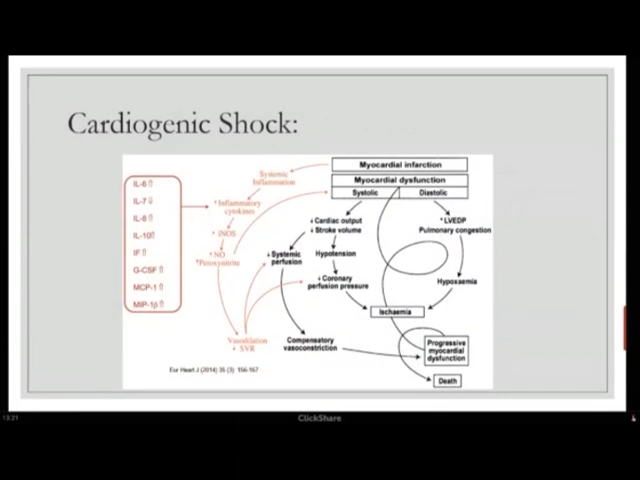 Cardiogenic Shock:
Myocardial infarction
Myocardial dysfunction
Systolic
Diastolic
Systemic
Inflammation
IL-6⇧
IL-7⇩
IL-8⇧
IL-10⇧
IF⇧
G-CSF⇧
MCP-1⇧
MIP-1β⇧
Inflammatory
cytokines
iNOS
NO
Peroxynitrite
Vasodilation
SVR
↓Cardiac output
↓Stroke volume
↓Systemic
perfusion
Hypotension
↓Coronary
perfusion pressure
LVEDP
Pulmonary congestion
Hypoxaemia
Ischaemia
Compensatory
vasoconstriction
Progressive
myocardial
dysfunction
Death
Eur Heart J (2014) 35 (3) 156-167
13:21
ClickShare